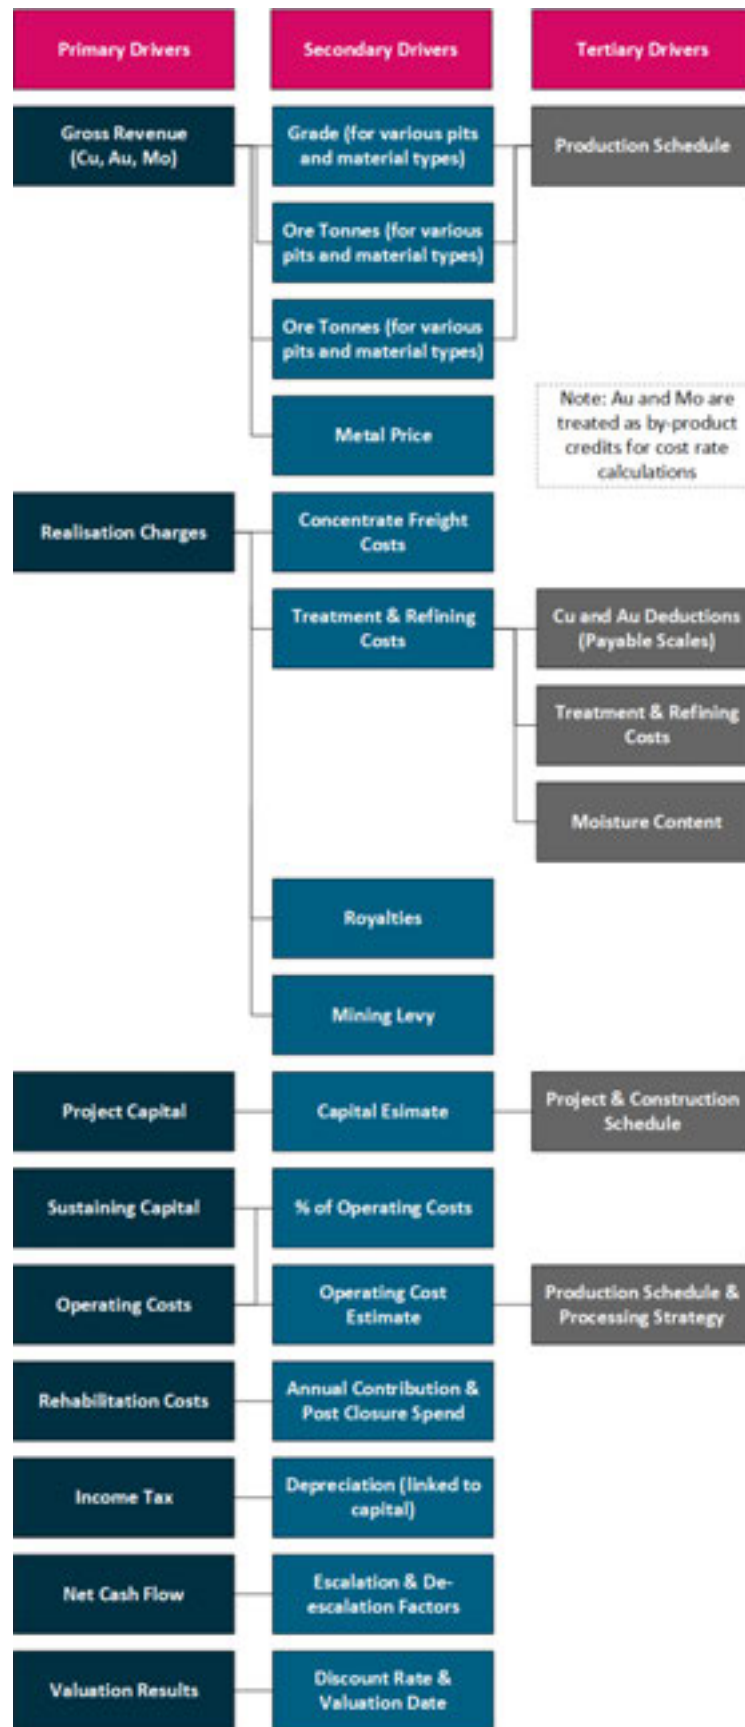 Primary Drivers
Secondary Drivers
Tertiary Drivers
Gross Revenue
(Cu, Au, Mo)
Grade (for various pits
and material types)
Production Schedule
Ore Tonnes (for various
pits and material types)
Ore Tonnes (for various
pits and material types)
Metal Price
Note: Au and Mo are
treated as by-product
credits for cost rate
calculations
Realisation Charges
Concentrate Freight
Costs
Treatment & Refining
Costs
Cu and Au Deductions
(Payable Scales)
Treatment & Refining
Costs
Moisture Content
Royalties
Mining Levy
Project Capital
Capital Esimate
Project & Construction
Schedule
Sustaining Capital
% of Operating Costs
Operating Costs
Operating Cost
Estimate
Production Schedule &
Processing Strategy
Rehabilitation Costs
Annual Contribution &
Post Closure Spend
Income Tax
Depreciation (linked to
capital)
Net Cash Flow
Escalation & De-
escalation Factors
Valuation Results
Discount Rate &
Valuation Date